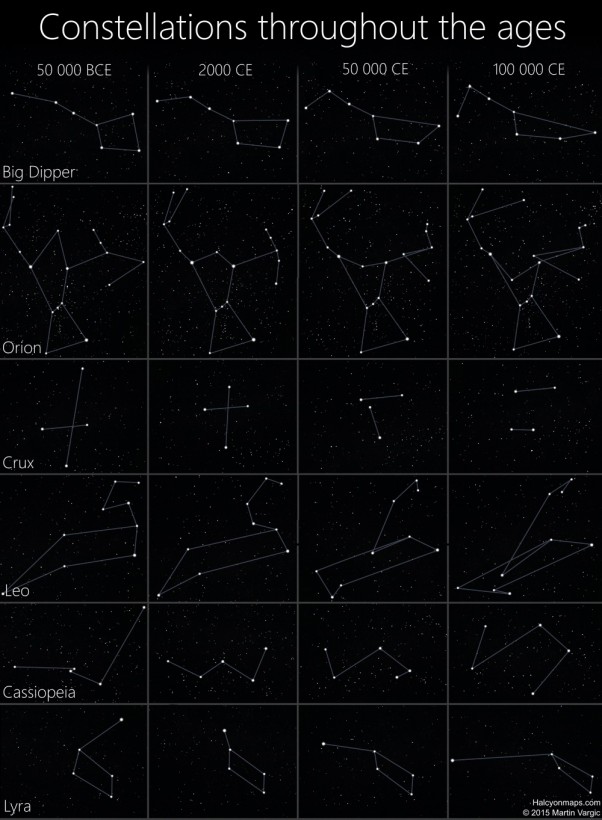 Constellations throughout the ages
50 000 BCE 2000 CE 50 000 CE 100 000 CE
Big Dipper
Orion
Crux
Leo
Cassiopeia
Lyra
Halcyonmaps.com
© 2015 Martin Vargic